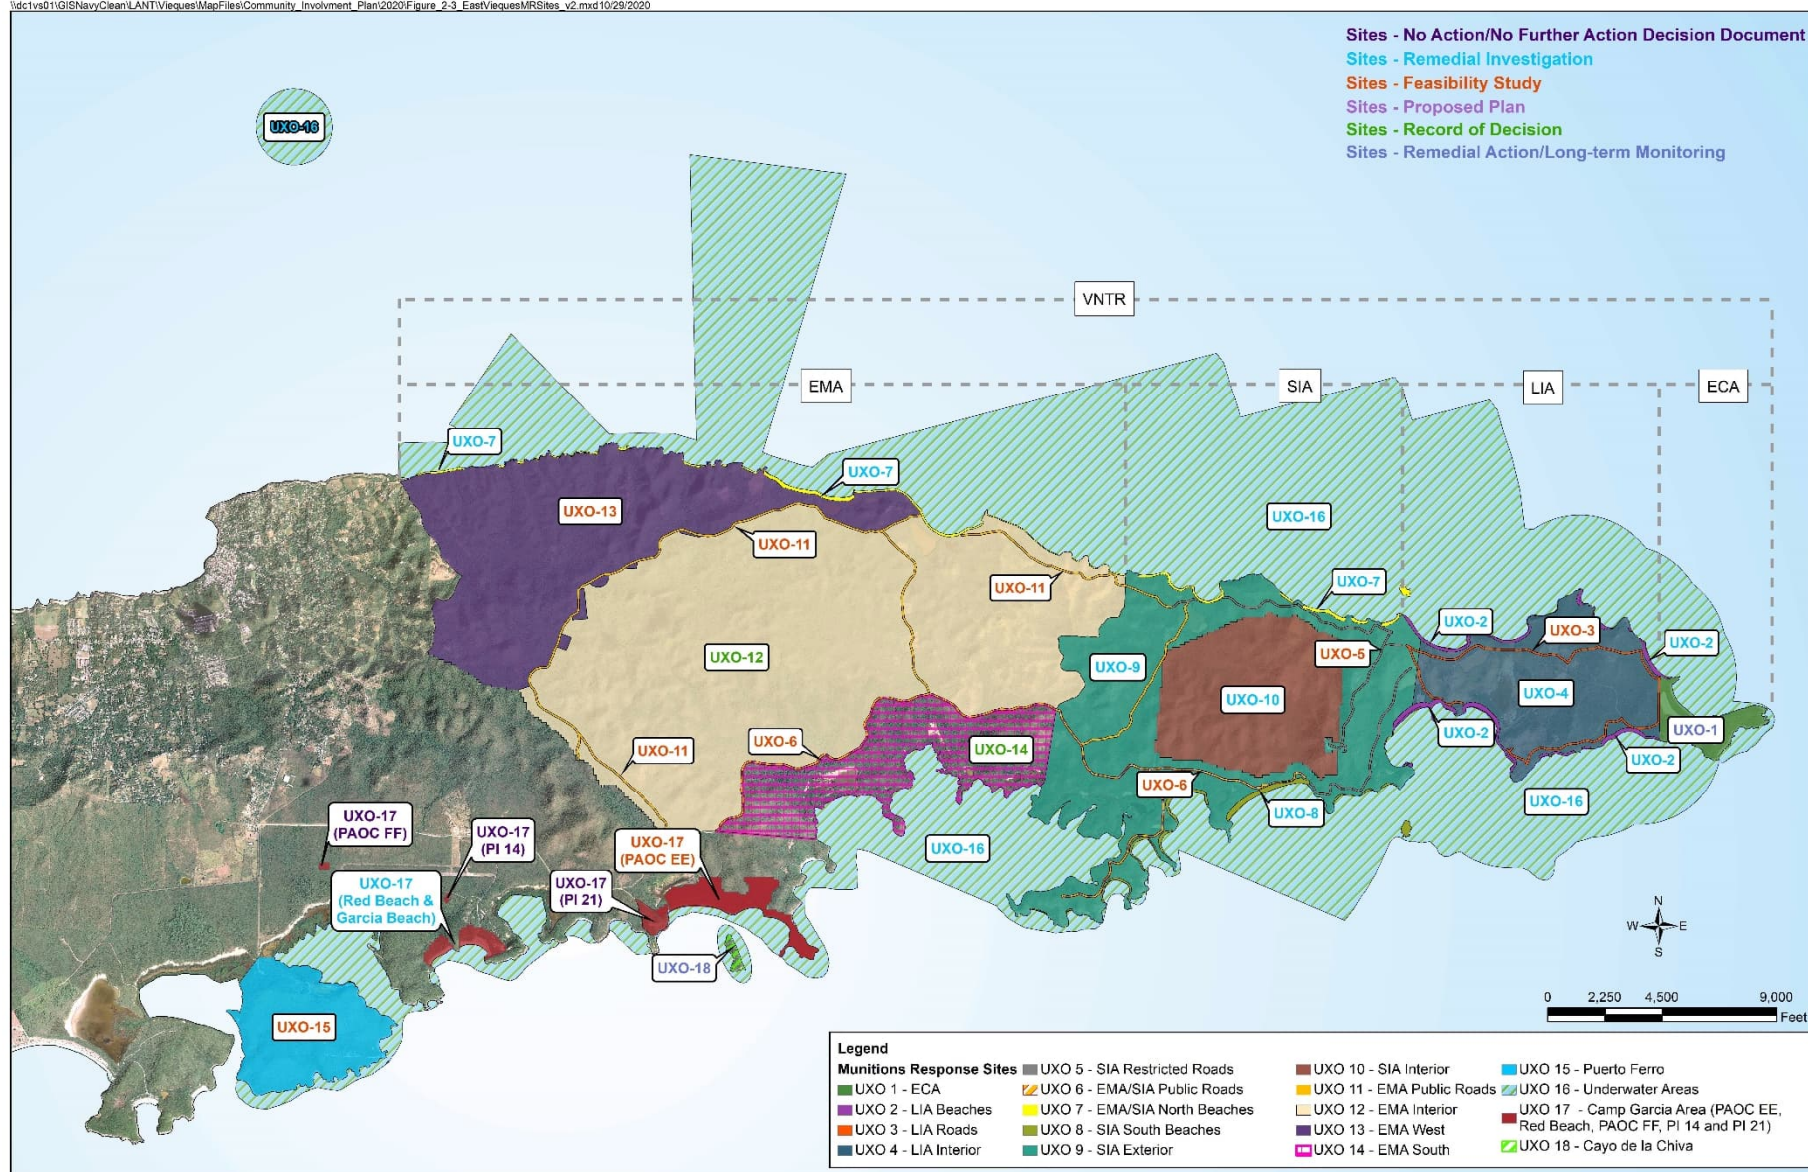 \\dc1vs01\GISNavyClean\LANT\Vieques\MapFiles\Community_Involvment_Plan\2020\Figure_2-3_EastViequesMRSites_v2.mxd10/29/2020
Sites - No Action/No Further Action Decision Document
Sites - Remedial Investigation
Sites - Feasibility Study
Sites - Proposed Plan
Sites - Record of Decision
Sites - Remedial Action/Long-term Monitoring
UXO-16
VNTR
EMA
SIA
LIA
ECA
UXO-7
UXO-7
UXO-13
UXO-11
UXO-16
UXO-11
UXO-7
UXO-2
UXO-3
UXO-2
UXO-12
UXO-9
UXO-5
UXO-10
UXO-4
UXO-11
UXO-6
UXO-14
UXO-2
UXO-1
UXO-2
UXO-6
UXO-8
UXO-16
UXO-16
UXO-17
(PAOC FF)
UXO-17
(PI 14)
UXO-17
(PAOC EE)
UXO-17
(Red Beach &
Garcia Beach)
UXO-17
(PI 21)
UXO-18
UXO-15
N
W
E
S
0 2,250 4,500 9,000
Feet
Legend
Munitions Response Sites
UXO 1 - ECA
UXO 2 - LIA Beaches
UXO 3 - LIA Roads
UXO 4 - LIA Interior
UXO 5 - SIA Restricted Roads
UXO 6 - EMA/SIA Public Roads
UXO 7 - EMA/SIA North Beaches
UXO 8 - SIA South Beaches
UXO 9 - SIA Exterior
UXO 10 - SIA Interior
UXO 11 - EMA Public Roads
UXO 12 - EMA Interior
UXO 13 - EMA West
UXO 14 - EMA South
UXO 15 - Puerto Ferro
UXO 16 - Underwater Areas
UXO 17 - Camp Garcia Area (PAOC EE,
Red Beach, PAOC FF, PI 14 and PI 21)
UXO 18 - Cayo de la Chiva